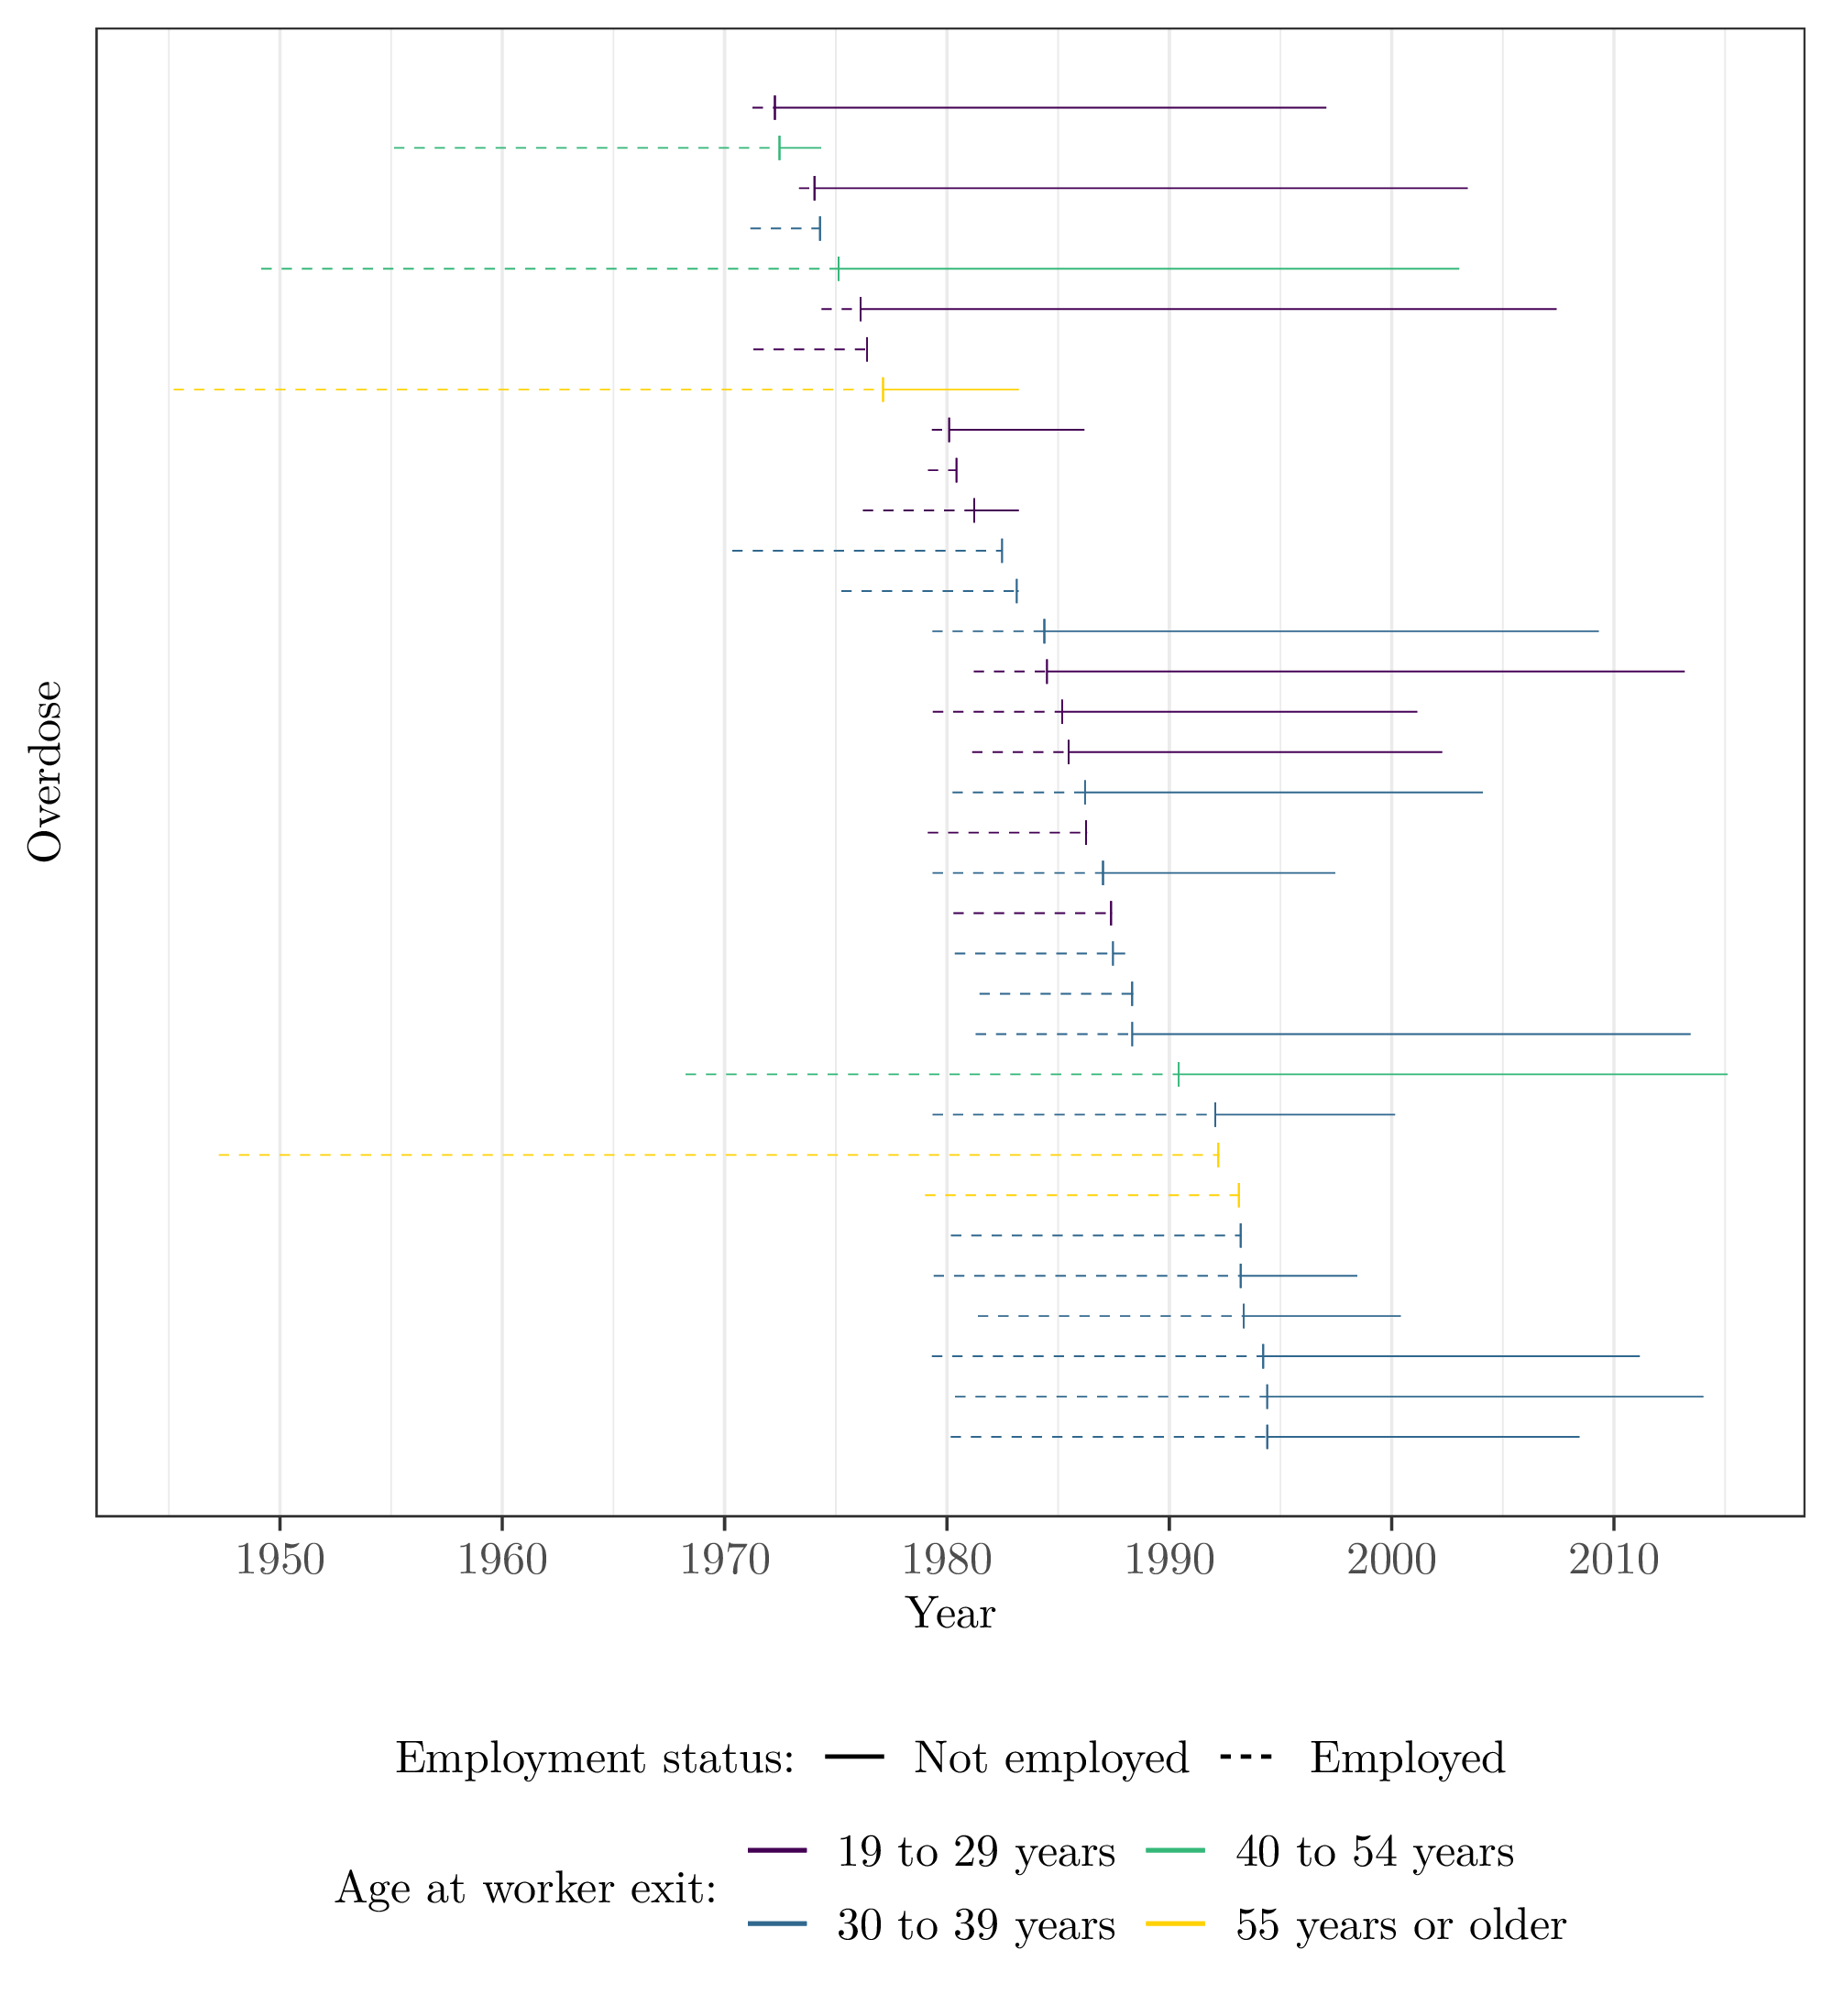 Overdose
1950 1960 1970 1980 1990 2000 2010
Year
Employment status: Not employed Employed
Age at worker exit:
19 to 29 years 40 to 54 years
30 to 39 years 55 years or older